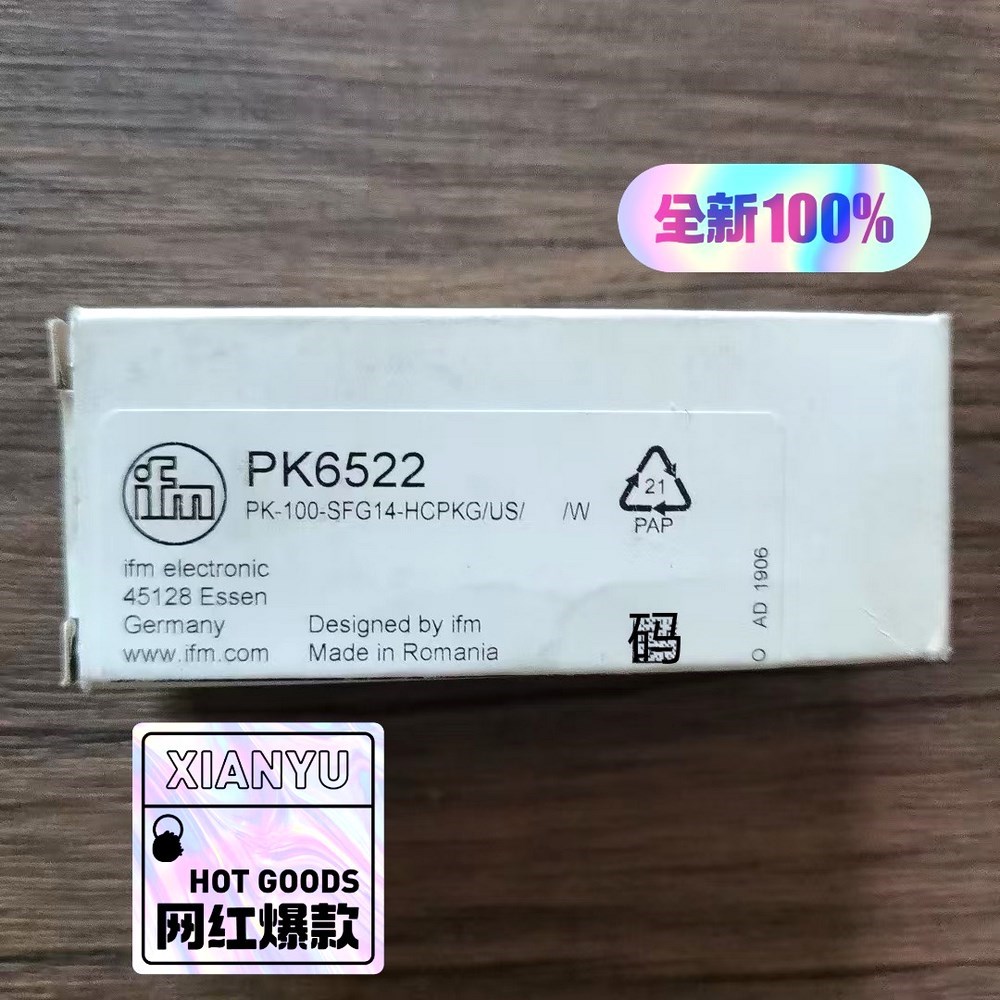 全新100%
ifm
PK6522
PK-100-SFG14-HCPKG/US/ /W
21
PAP
ifm electronic
45128 Essen
Germany
www.ifm.com
Designed by ifm
Made in Romania
码
O AD 1906
XIANYU
HOT GOODS
网红爆款